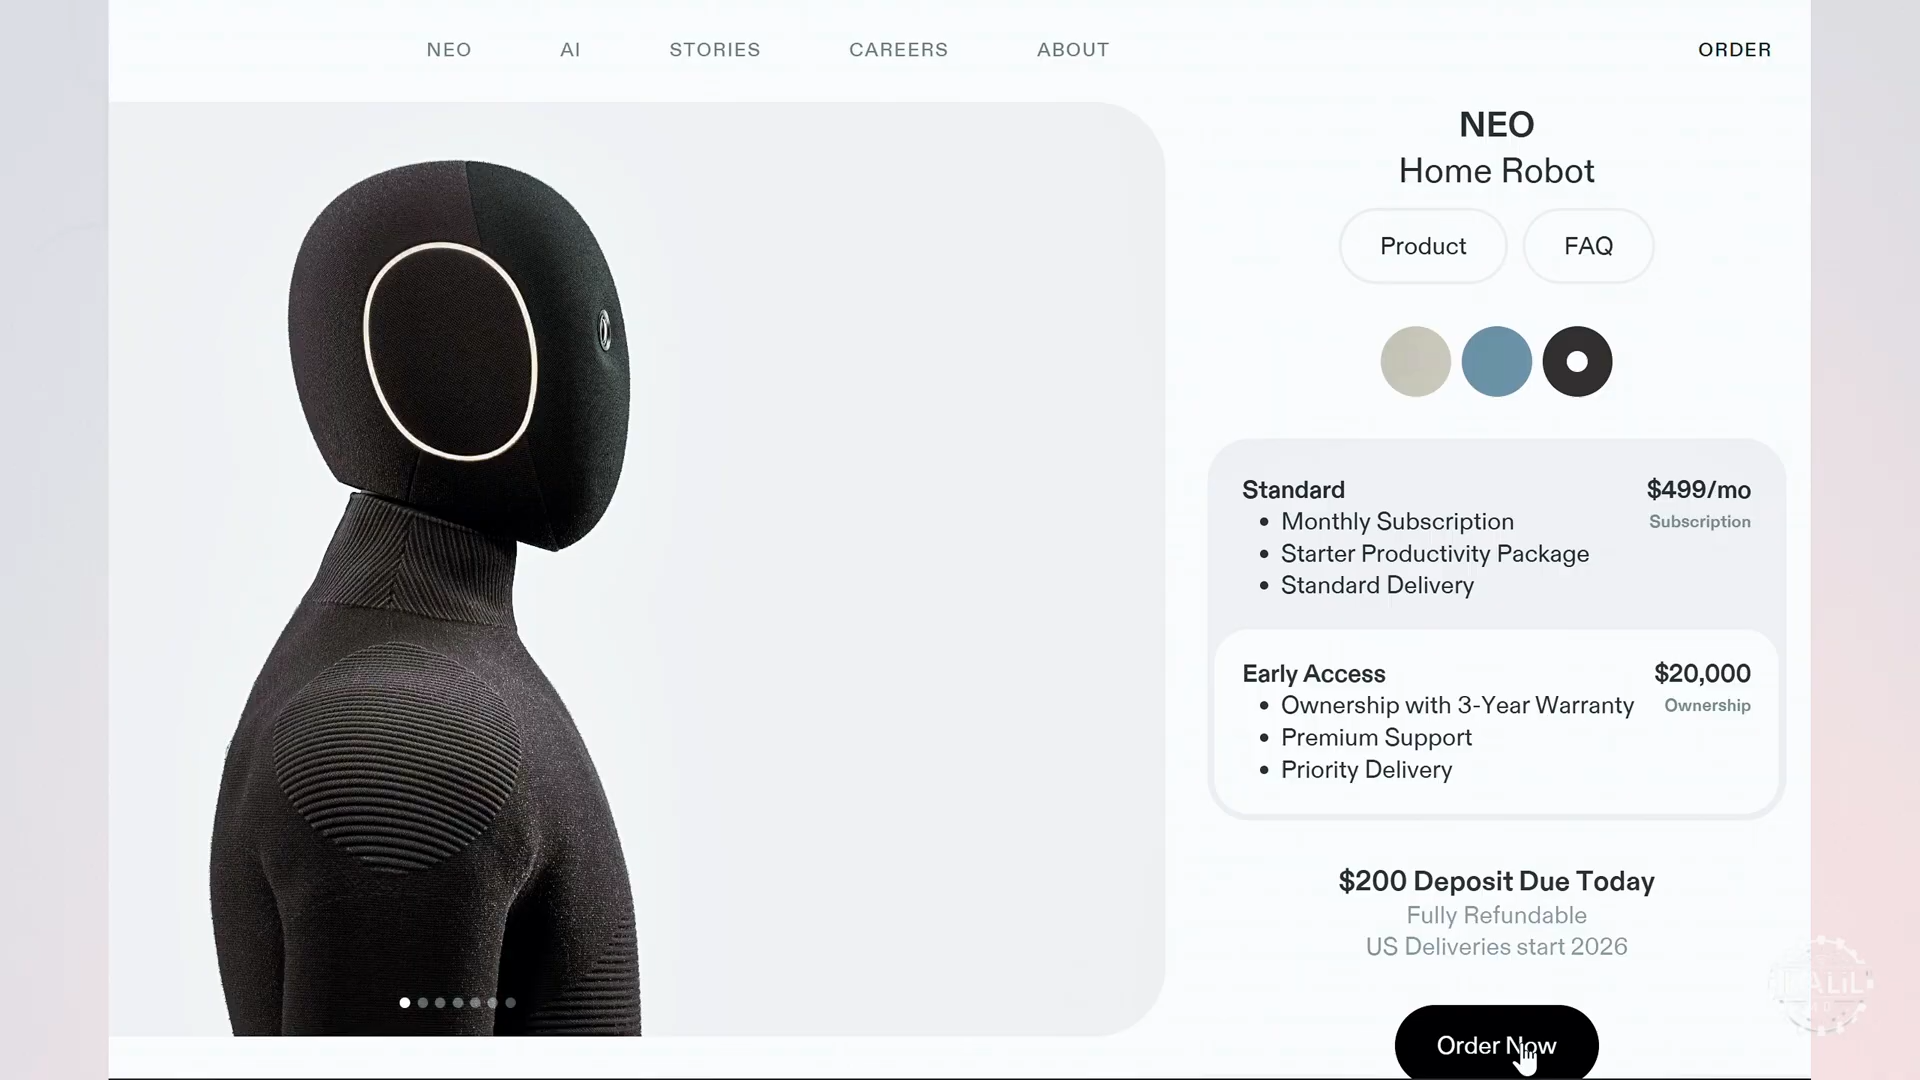 NEO AI STORIES CAREERS ABOUT ORDER
NEO
Home Robot
Product FAQ
Standard $499/mo
• Monthly Subscription Subscription
• Starter Productivity Package
• Standard Delivery
Early Access $20,000
• Ownership with 3-Year Warranty Ownership
• Premium Support
• Priority Delivery
$200 Deposit Due Today
Fully Refundable
US Deliveries start 2026
Order Now